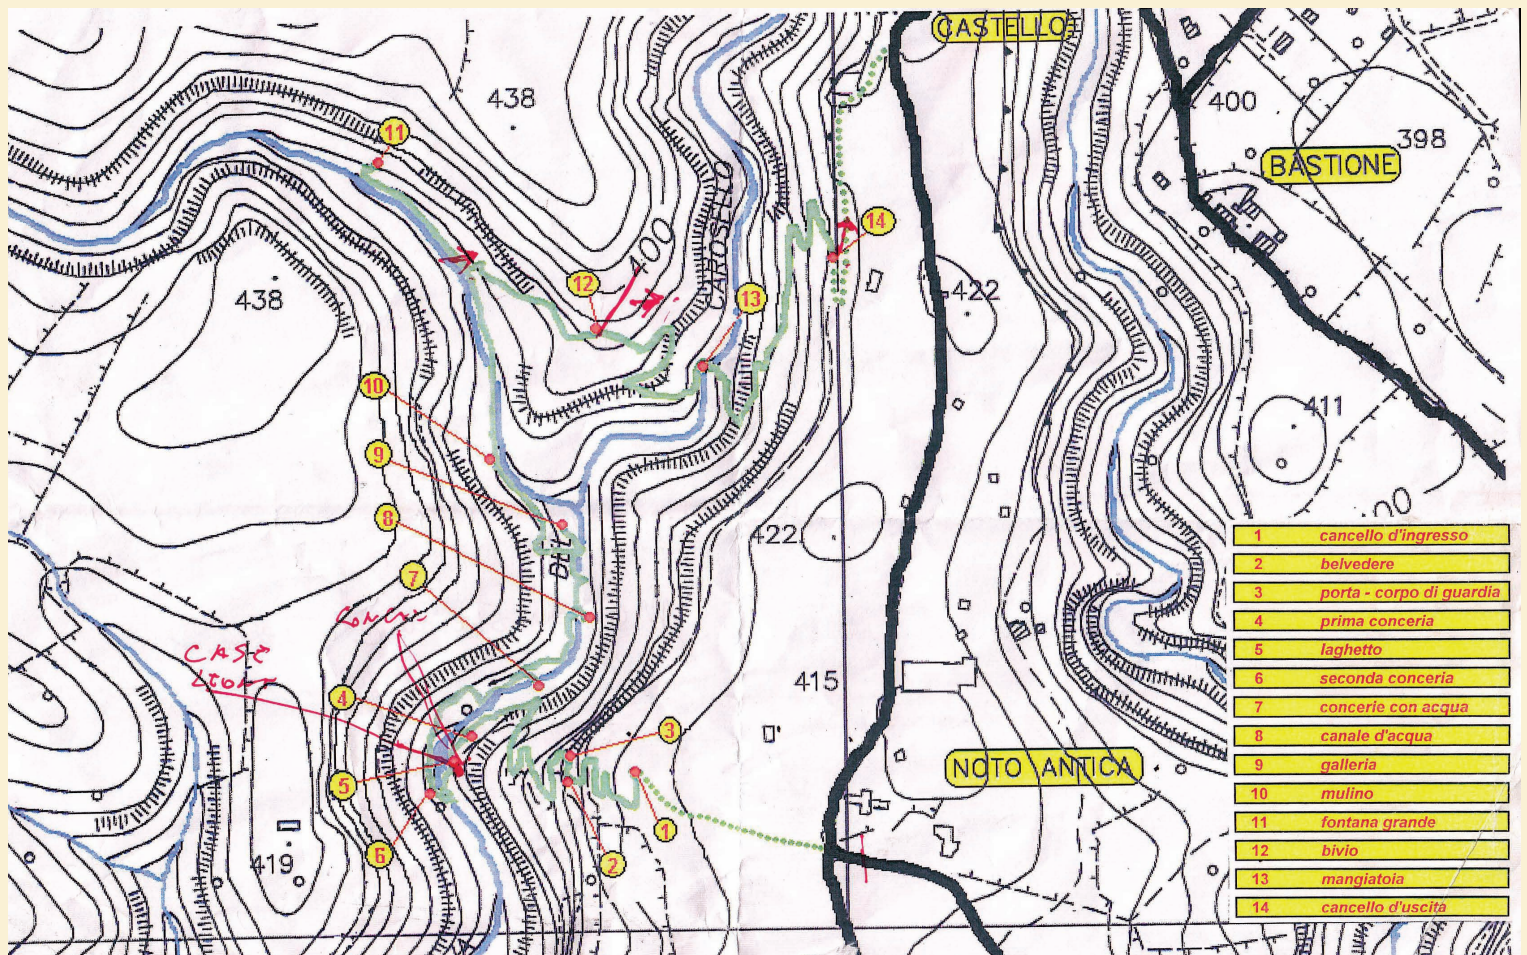 CASTELLO
438
400
398
BASTIONE
11
14
400
CAROSELLO
12
13
422
438
10
411
9
8
422
DEL
7
415
4
3
NOTO ANTICA
5
1
6
2
419
1 cancello d'ingresso
2 belvedere
3 porta - corpo di guardia
4 prima conceria
5 laghetto
6 seconda conceria
7 concerie con acqua
8 canale d'acqua
9 galleria
10 mulino
11 fontana grande
12 bivio
13 mangiatoia
14 cancello d'uscita